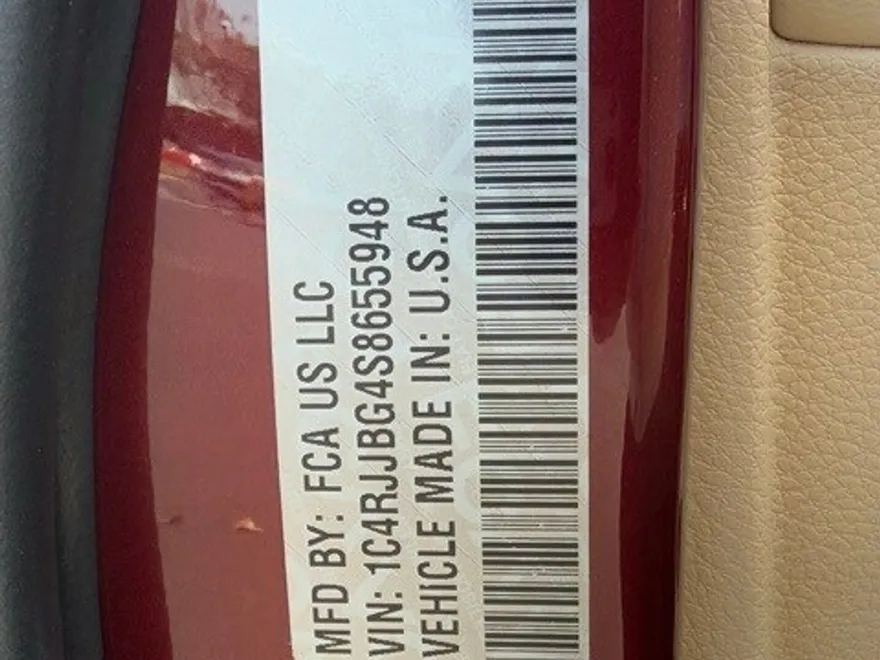 MFD BY: FCA US LLC
VIN: 1C4RJJBG4S8655948
VEHICLE MADE IN: U.S.A.